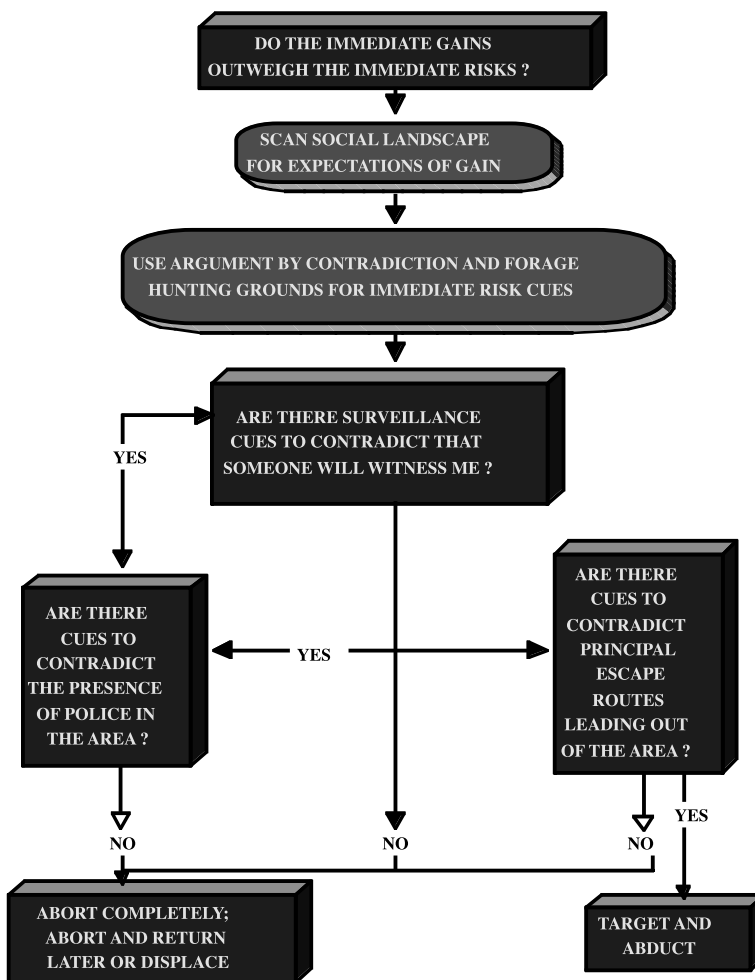 DO THE IMMEDIATE GAINS
OUTWEIGH THE IMMEDIATE RISKS ?
SCAN SOCIAL LANDSCAPE
FOR EXPECTATIONS OF GAIN
USE ARGUMENT BY CONTRADICTION AND FORAGE
HUNTING GROUNDS FOR IMMEDIATE RISK CUES
ARE THERE SURVEILLANCE
CUES TO CONTRADICT THAT
SOMEONE WILL WITNESS ME ?
YES
ARE THERE
CUES TO
CONTRADICT
THE PRESENCE
OF POLICE IN
THE AREA ?
YES
ARE THERE
CUES TO
CONTRADICT
PRINCIPAL
ESCAPE
ROUTES
LEADING OUT
OF THE AREA ?
NO
NO
NO
YES
ABORT COMPLETELY;
ABORT AND RETURN
LATER OR DISPLACE
TARGET AND
ABDUCT